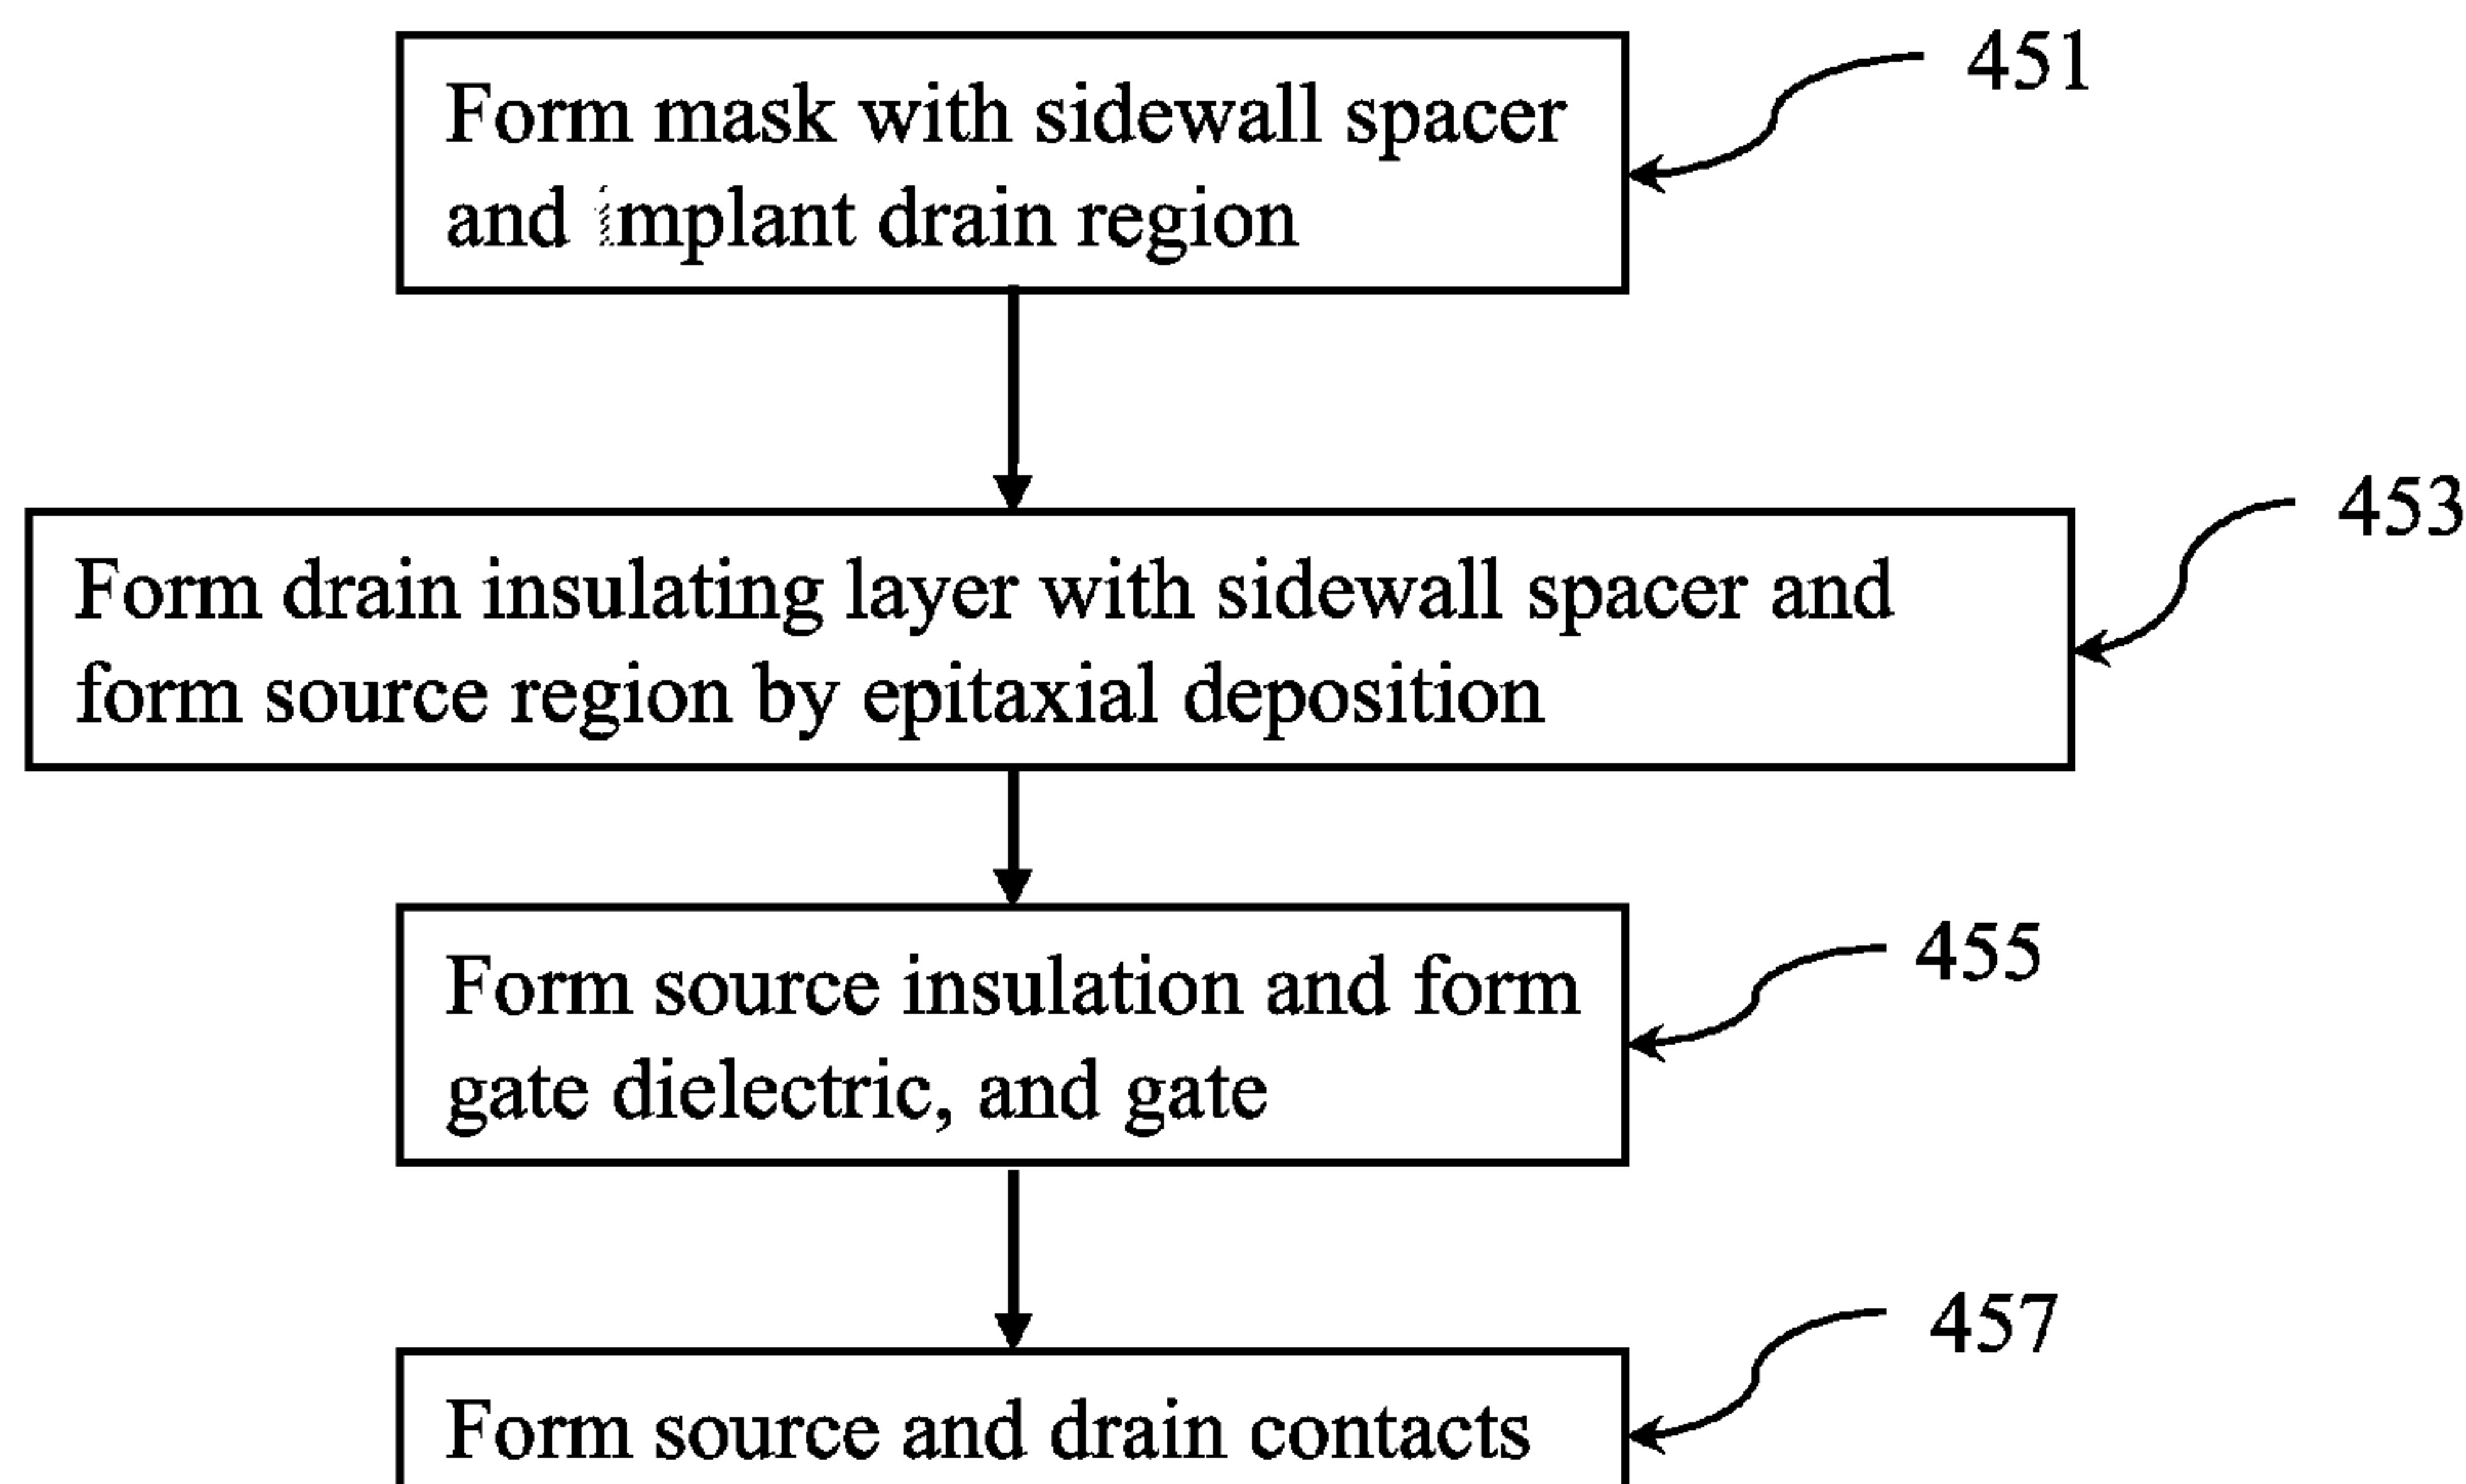 Form mask with sidewall spacer
and implant drain region
451
Form drain insulating layer with sidewall spacer and
form source region by epitaxial deposition
453
Form source insulation and form
gate dielectric, and gate
455
Form source and drain contacts
457